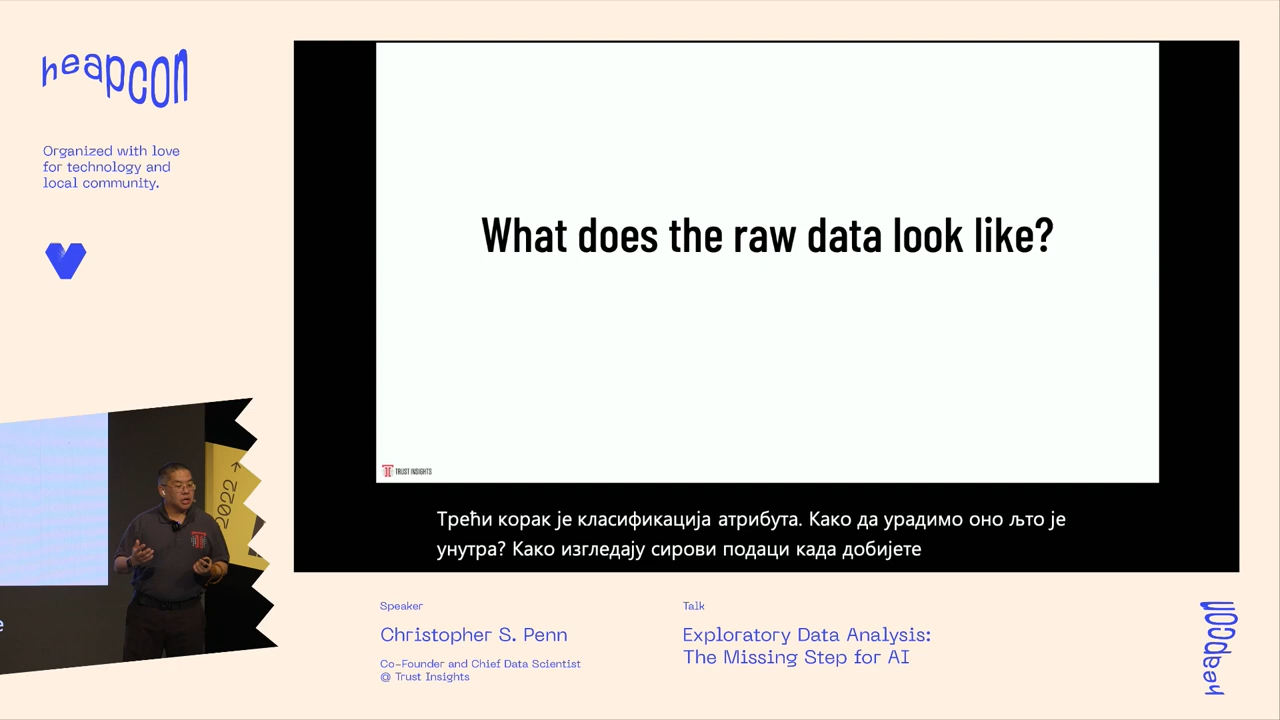 heapcon
Organized with love
for technology and
local community.
What does the raw data look like?
TRUST INSIGHTS
Трећи корак је класификација атрибута. Како да урадимо оно љто је
унутра? Како изгледају сирови подаци када добијете
2022 →
e
Speaker
Christopher S. Penn
Co-Founder and Chief Data Scientist
@ Trust Insights
Talk
Exploratory Data Analysis:
The Missing Step for AI
heapcon